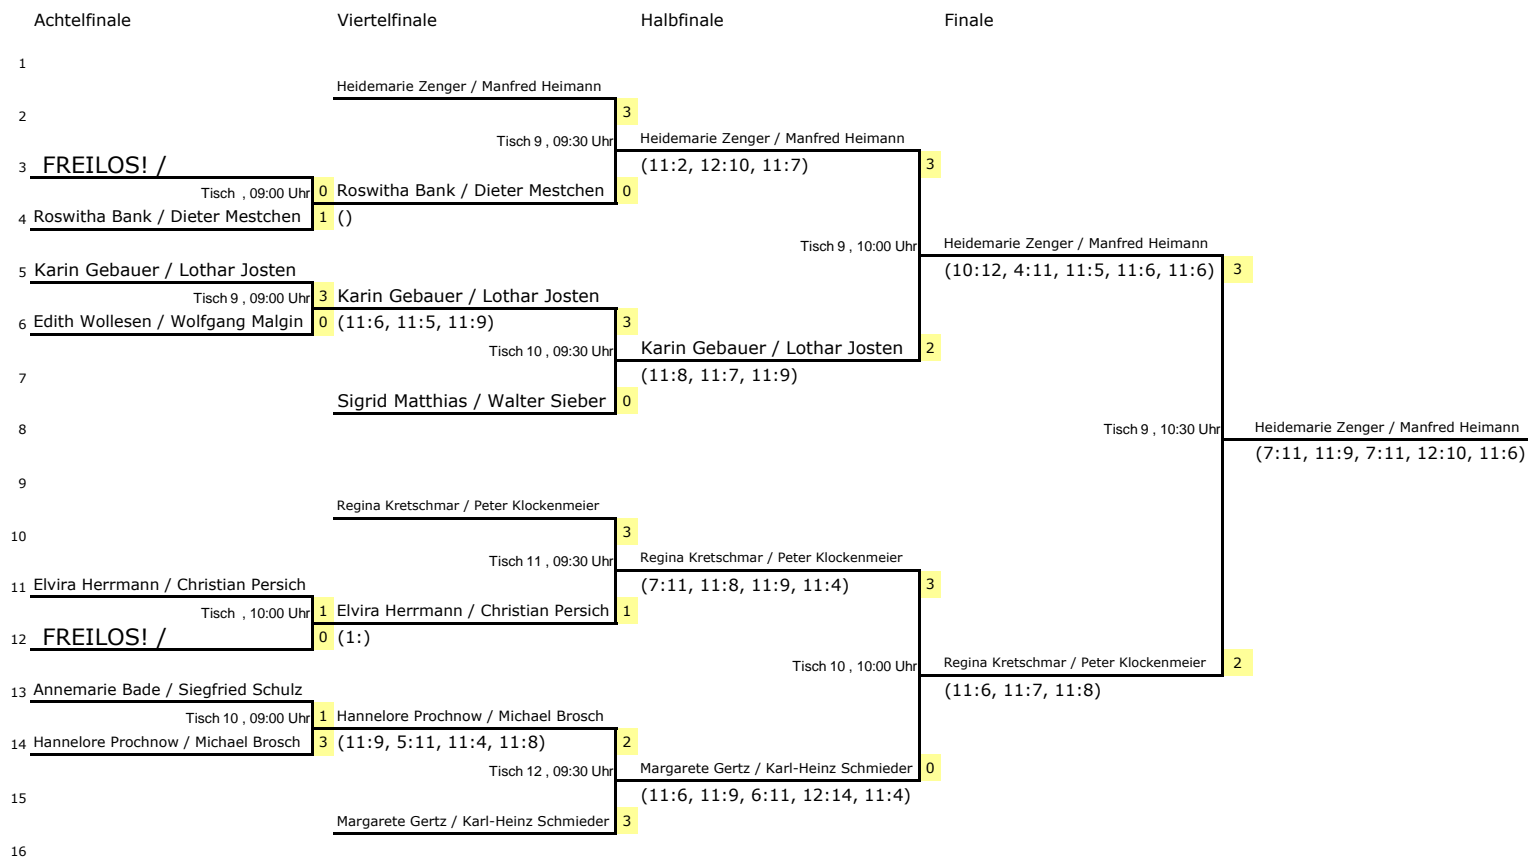 Achtelfinale Viertelfinale Halbfinale Finale
1
Heidemarie Zenger / Manfred Heimann
2 3
Tisch 9 , 09:30 Uhr Heidemarie Zenger / Manfred Heimann
3 FREILOS! / (11:2, 12:10, 11:7) 3
Tisch , 09:00 Uhr 0 Roswitha Bank / Dieter Mestchen 0
4 Roswitha Bank / Dieter Mestchen 1 ()
Tisch 9 , 10:00 Uhr Heidemarie Zenger / Manfred Heimann
5 Karin Gebauer / Lothar Josten (10:12, 4:11, 11:5, 11:6, 11:6) 3
Tisch 9 , 09:00 Uhr 3 Karin Gebauer / Lothar Josten
6 Edith Wollesen / Wolfgang Malgin 0 (11:6, 11:5, 11:9) 3
Tisch 10 , 09:30 Uhr Karin Gebauer / Lothar Josten 2
7 (11:8, 11:7, 11:9)
Sigrid Matthias / Walter Sieber 0
8 Tisch 9 , 10:30 Uhr Heidemarie Zenger / Manfred Heimann
(7:11, 11:9, 7:11, 12:10, 11:6)
9
Regina Kretschmar / Peter Klockenmeier
10 3
Tisch 11 , 09:30 Uhr Regina Kretschmar / Peter Klockenmeier
11 Elvira Herrmann / Christian Persich (7:11, 11:8, 11:9, 11:4) 3
Tisch , 10:00 Uhr 1 Elvira Herrmann / Christian Persich 1
12 FREILOS! / 0 (1:)
Tisch 10 , 10:00 Uhr Regina Kretschmar / Peter Klockenmeier 2
13 Annemarie Bade / Siegfried Schulz (11:6, 11:7, 11:8)
Tisch 10 , 09:00 Uhr 1 Hannelore Prochnow / Michael Brosch
14 Hannelore Prochnow / Michael Brosch 3 (11:9, 5:11, 11:4, 11:8) 2
Tisch 12 , 09:30 Uhr Margarete Gertz / Karl-Heinz Schmieder 0
15 (11:6, 11:9, 6:11, 12:14, 11:4)
Margarete Gertz / Karl-Heinz Schmieder 3
16